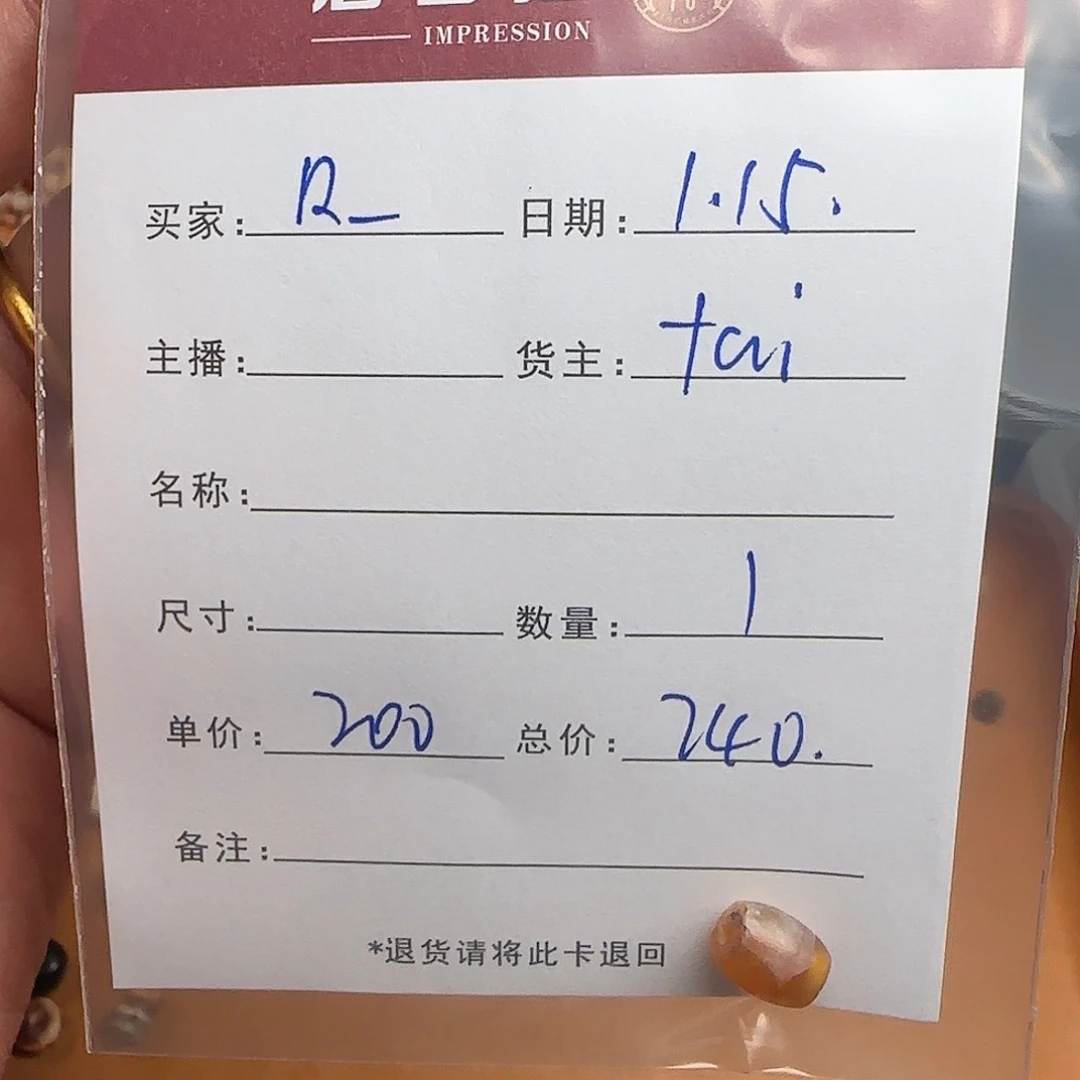 IMPRESSION
买家: R_ 日期: 1.15.
主播: 货主: tai
名称:
尺寸: 数量: 1
单价: 200 总价: 240.
备注:
*退货请将此卡退回